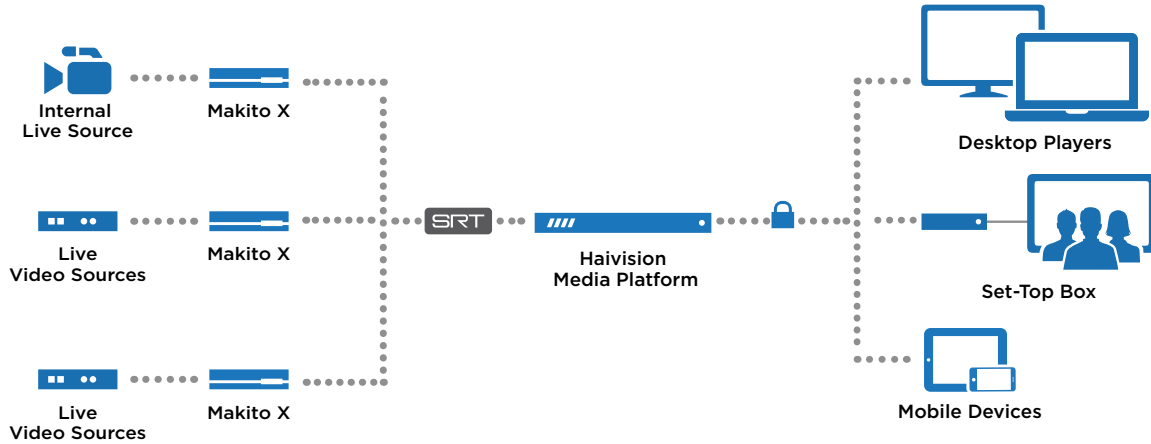 Internal
Live Source
Makito X
Live
Video Sources
Makito X
Live
Video Sources
Makito X
SRT
Haivision
Media Platform
Desktop Players
Set-Top Box
Mobile Devices